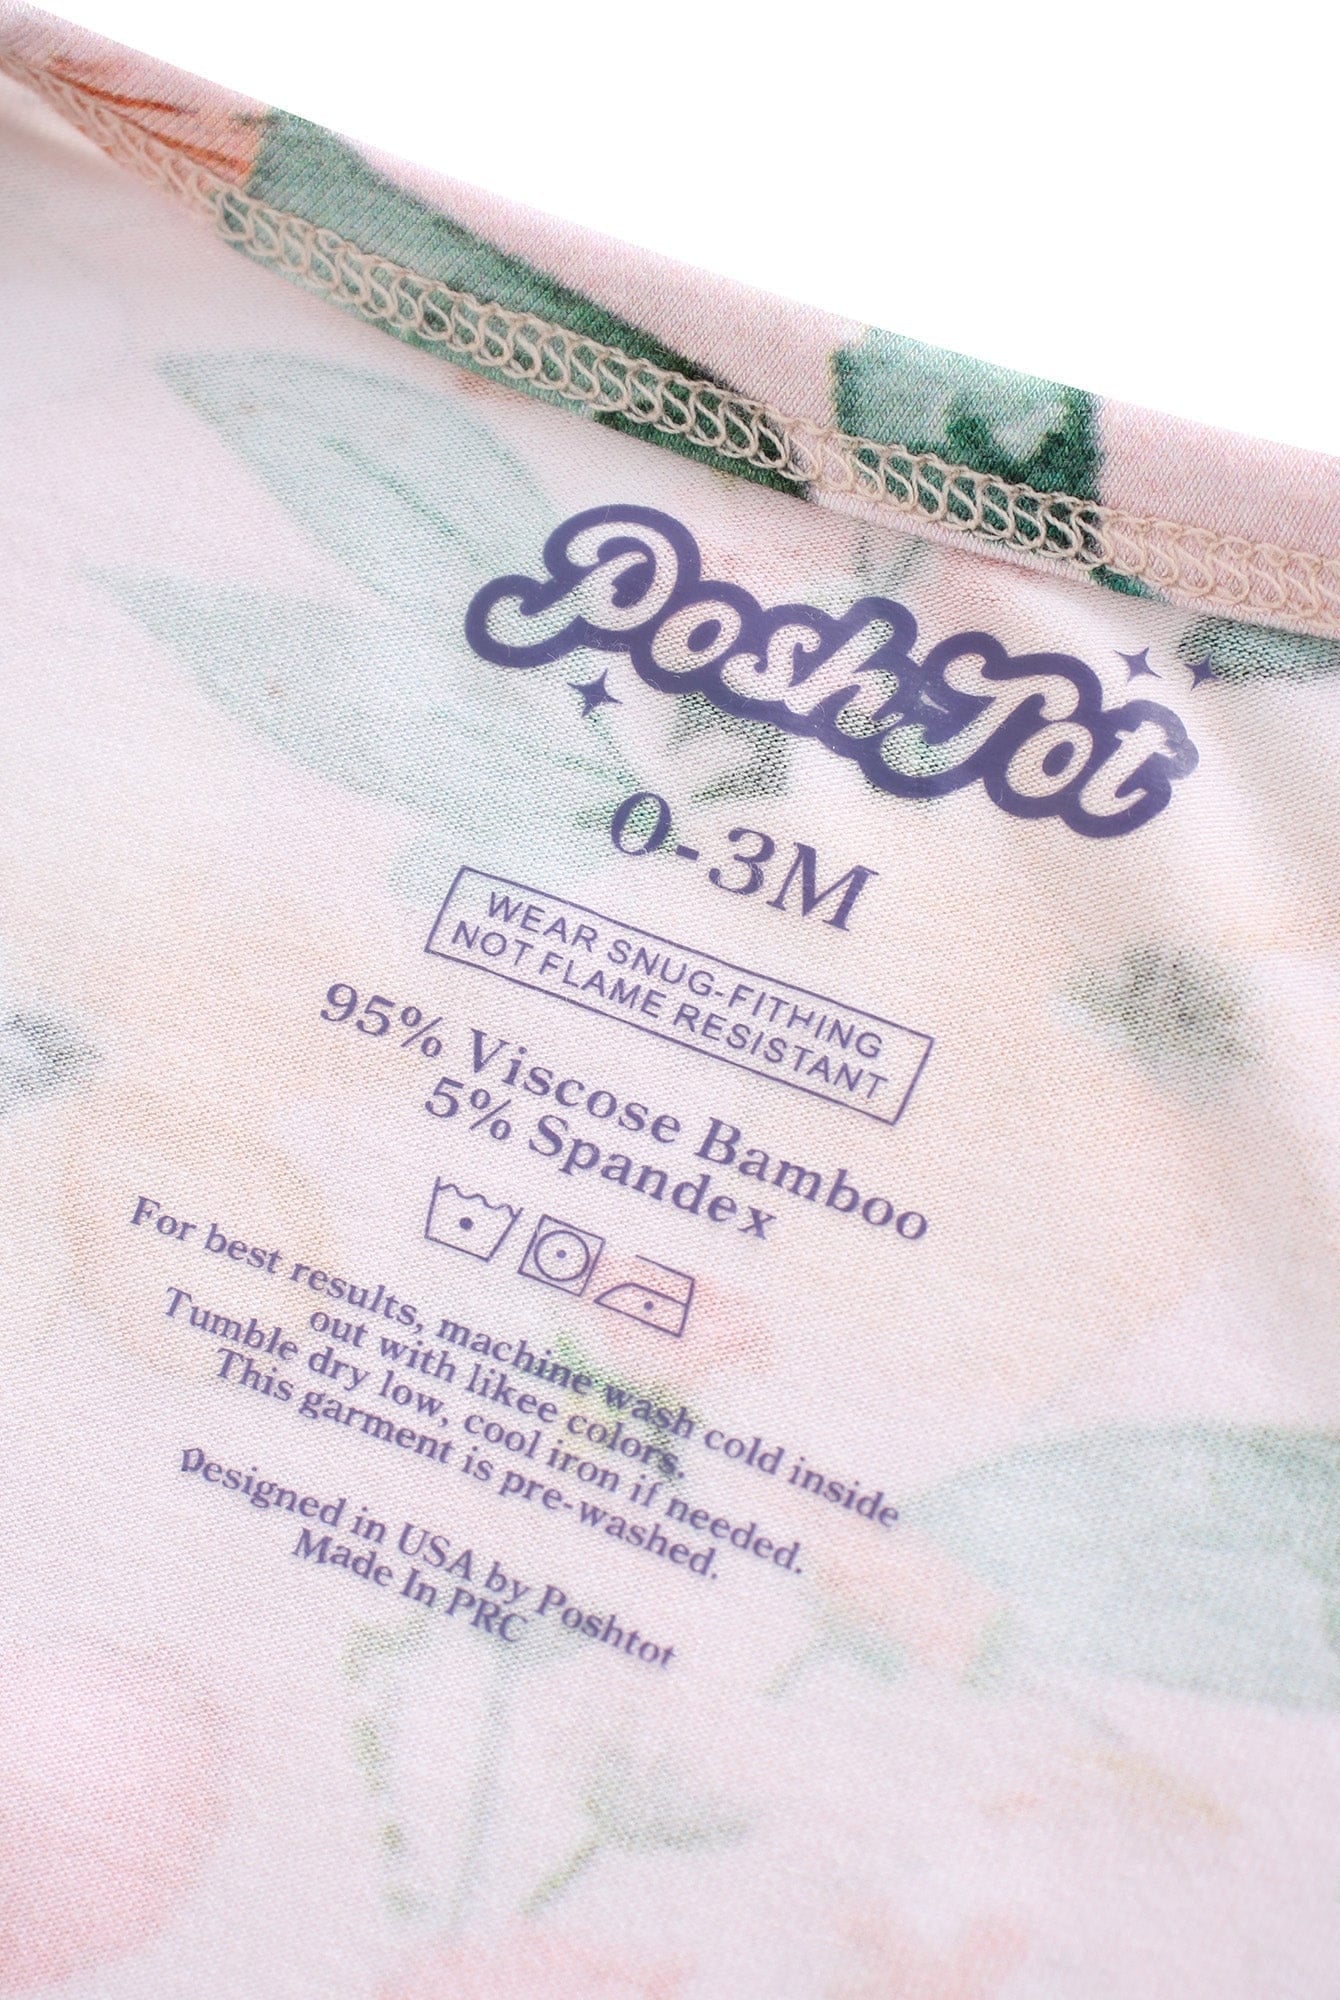 PoshTot
0-3M
WEAR SNUG-FITHING
NOT FLAME RESISTANT
95% Viscose Bamboo
5% Spandex
For best results, machine wash cold inside
out with likee colors.
Tumble dry low, cool iron if needed.
This garment is pre-washed.
Designed in USA by Poshtot
Made In PRC